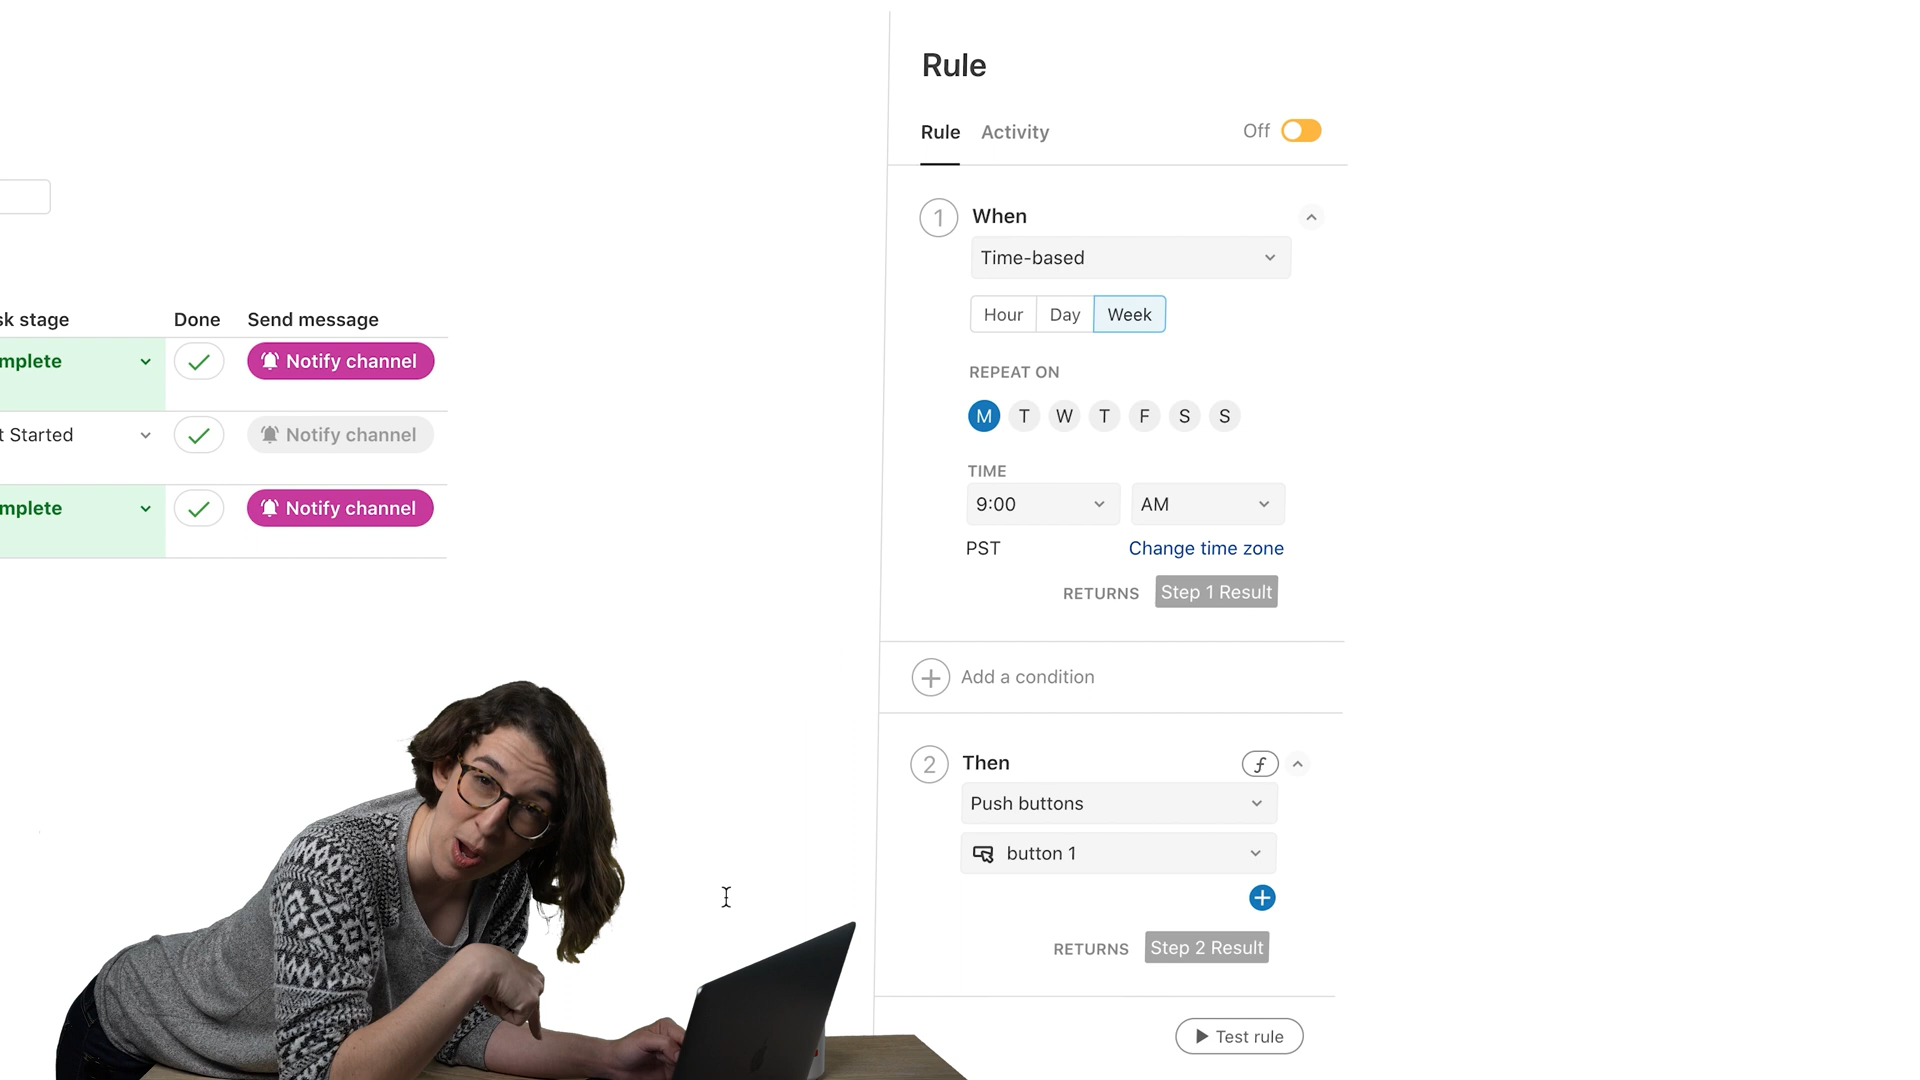 sk stage Done Send message
mplete Notify channel
t Started Notify channel
mplete Notify channel
Rule
Rule Activity Off
1 When
Time-based
Hour Day Week
REPEAT ON
M T W T F S S
TIME
9:00 AM
PST Change time zone
RETURNS Step 1 Result
Add a condition
2 Then
Push buttons
button 1
RETURNS Step 2 Result
Test rule